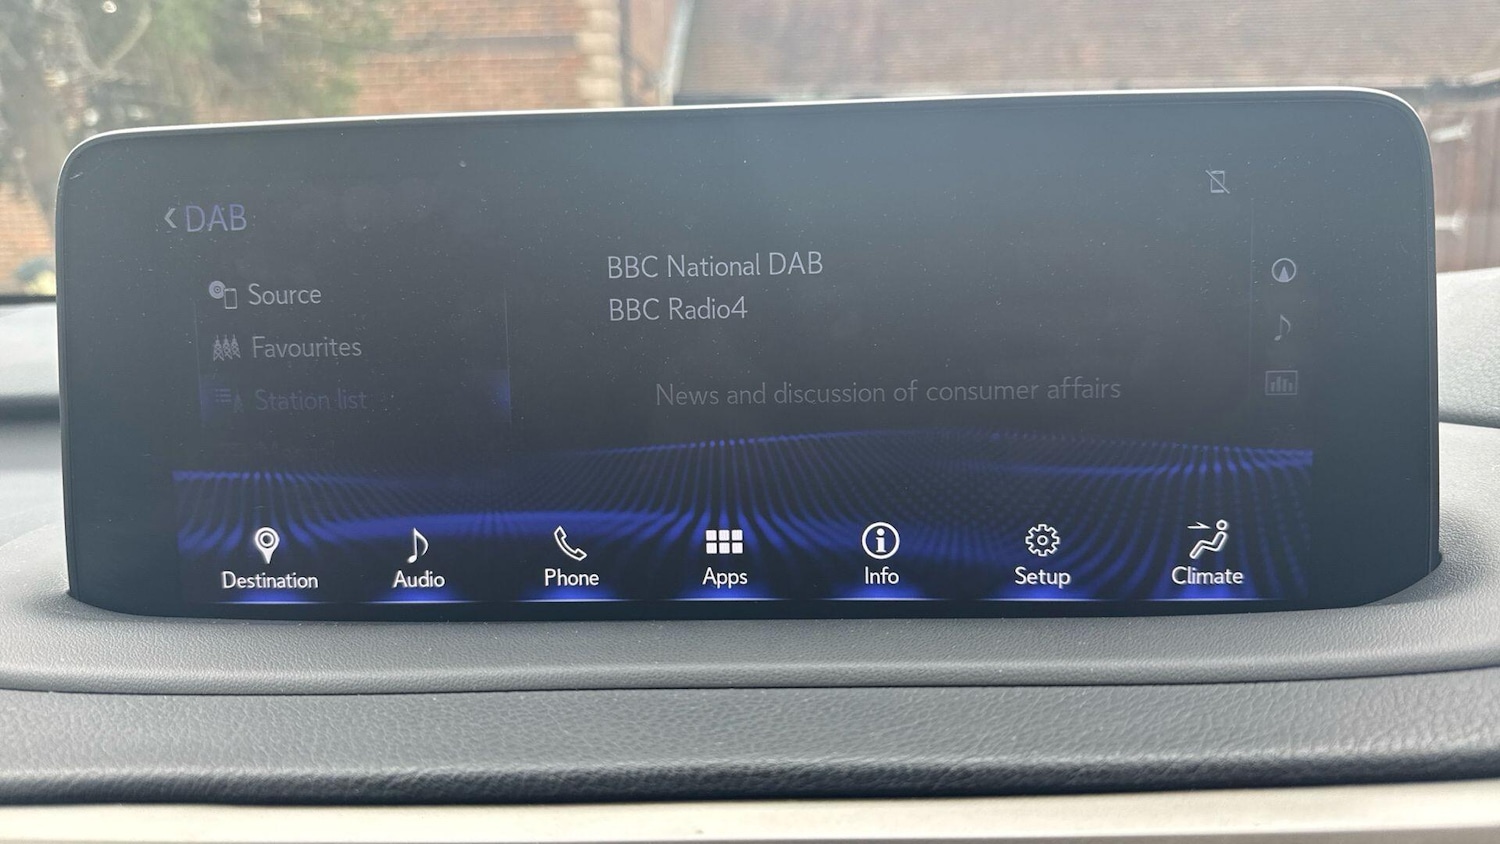 DAB
Source
Favourites
Station list
BBC National DAB
BBC Radio4
News and discussion of consumer affairs
Destination
Audio
Phone
Apps
Info
Setup
Climate